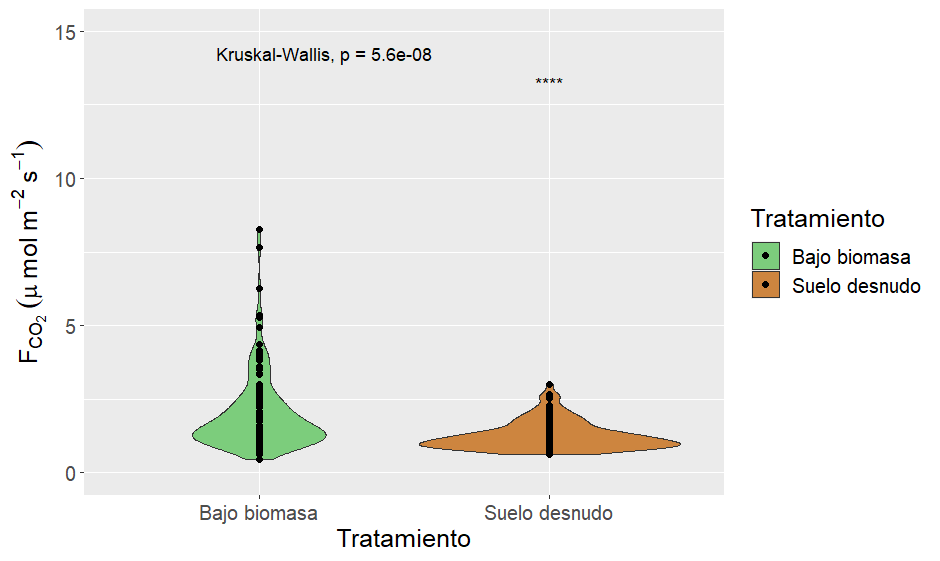 15
10
5
0
F_CO₂ (μ mol m⁻² s⁻¹)
Kruskal-Wallis, p = 5.6e-08
****
Bajo biomasa
Suelo desnudo
Tratamiento
Tratamiento
Bajo biomasa
Suelo desnudo